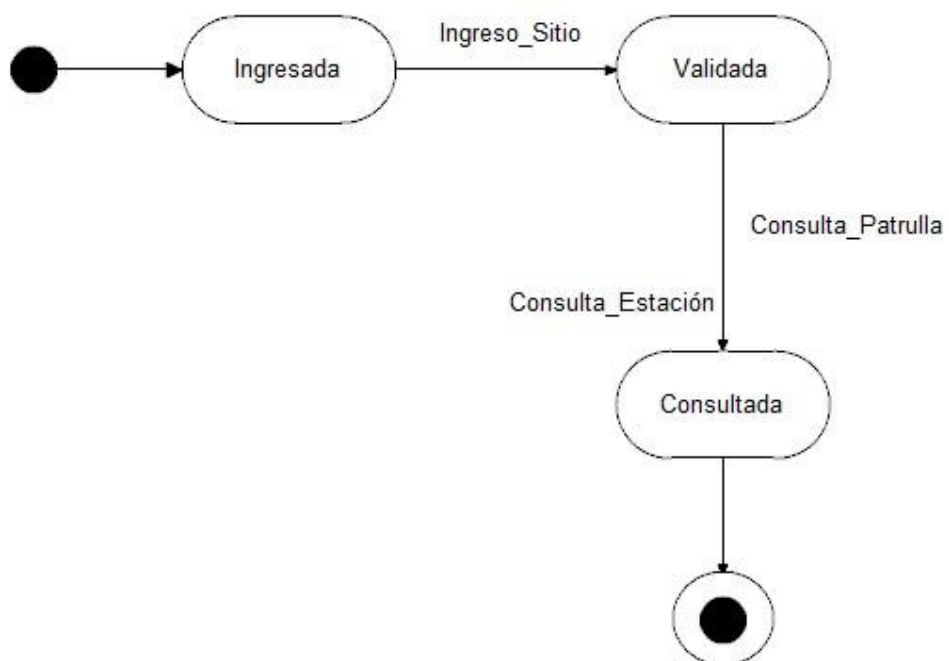 Ingreso_Sitio
Ingresada
Validada
Consulta_Patrulla
Consulta_Estación
Consultada